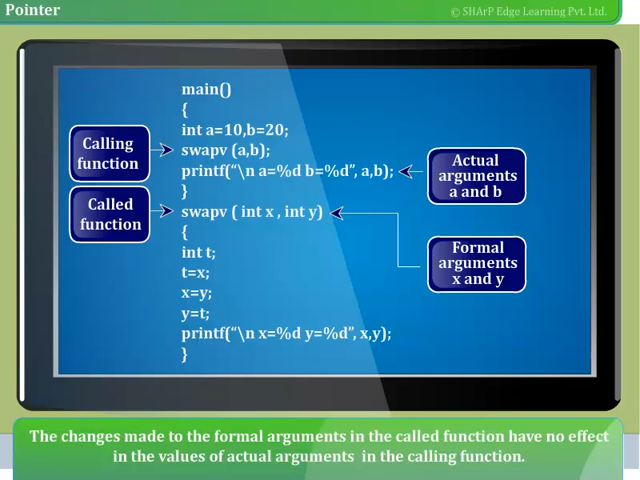 Pointer
© SHArP Edge Learning Pvt. Ltd.
main()
{
int a=10,b=20;
swapv (a,b);
printf(“\n a=%d b=%d”, a,b);
}
swapv ( int x , int y)
{
int t;
t=x;
x=y;
y=t;
printf(“\n x=%d y=%d”, x,y);
}
Calling
function
Called
function
Actual
arguments
a and b
Formal
arguments
x and y
The changes made to the formal arguments in the called function have no effect
in the values of actual arguments in the calling function.